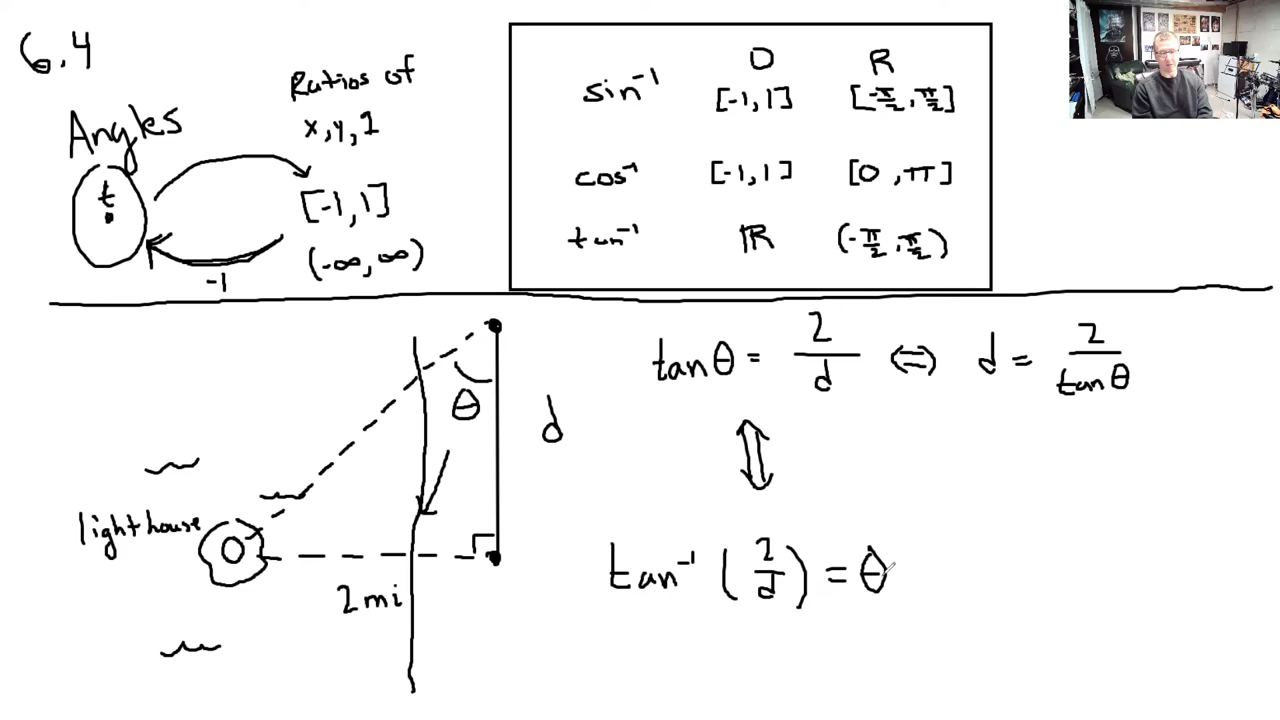 6.4
Angles
t
Ratios of
x, y, 1
[-1, 1]
(-∞, ∞)
-1
D R
sin⁻¹ [-1, 1] [-π/2, π/2]
cos⁻¹ [-1, 1] [0, π]
tan⁻¹ ℝ (-π/2, π/2)
θ
d
lighthouse
2 mi
tan θ = 2/d ⇔ d = 2/tan θ
⇕
tan⁻¹ (2/d) = θ